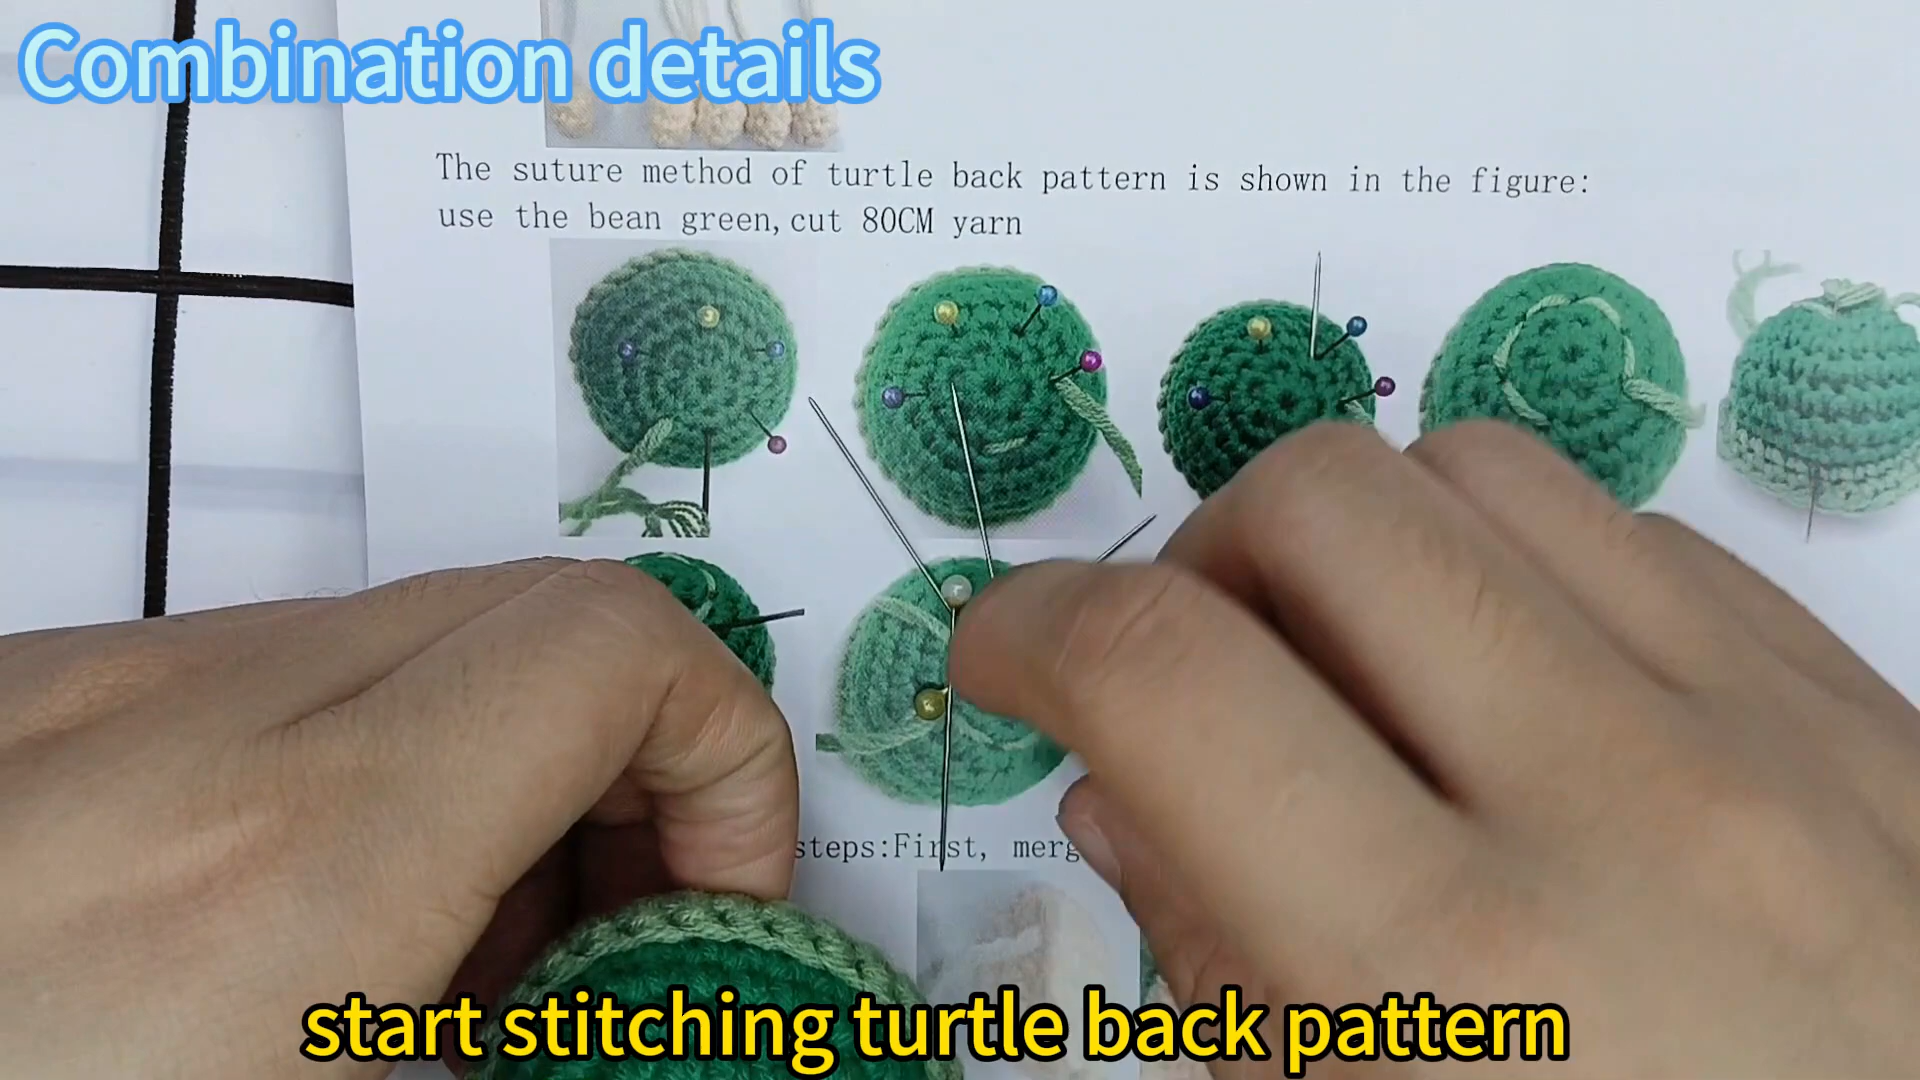 Combination details
The suture method of turtle back pattern is shown in the figure:
use the bean green,cut 80CM yarn
steps:First,
start stitching turtle back pattern